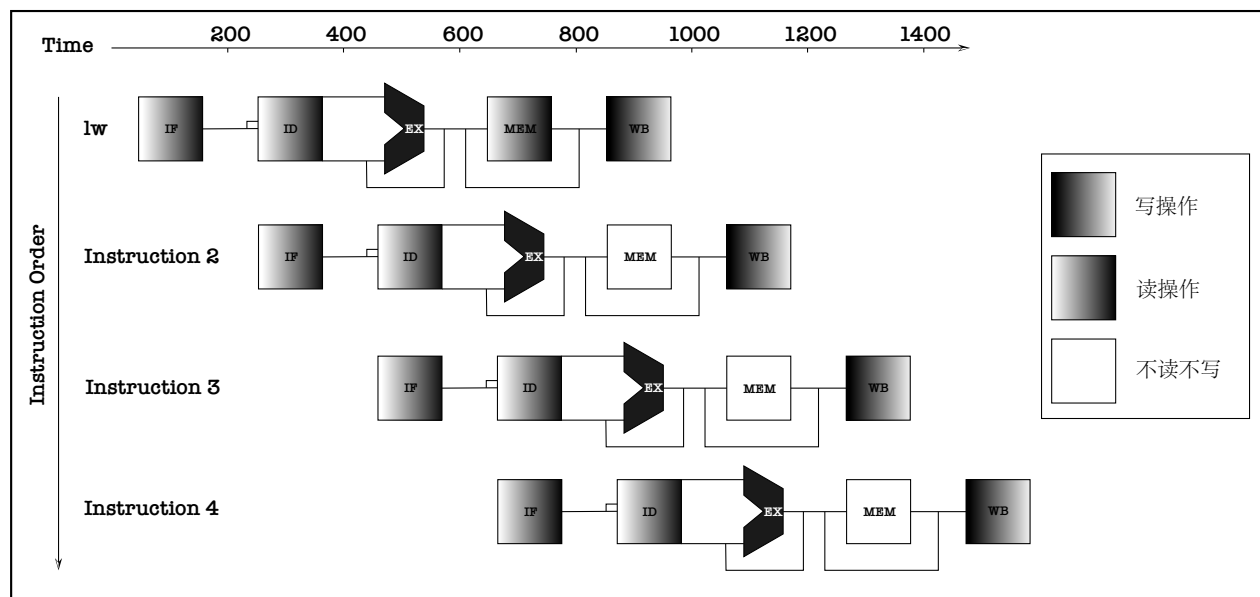 Time 200 400 600 800 1000 1200 1400
Instruction Order
lw IF ID EX MEM WB
Instruction 2 IF ID EX MEM WB
Instruction 3 IF ID EX MEM WB
Instruction 4 IF ID EX MEM WB
写操作
读操作
不读不写